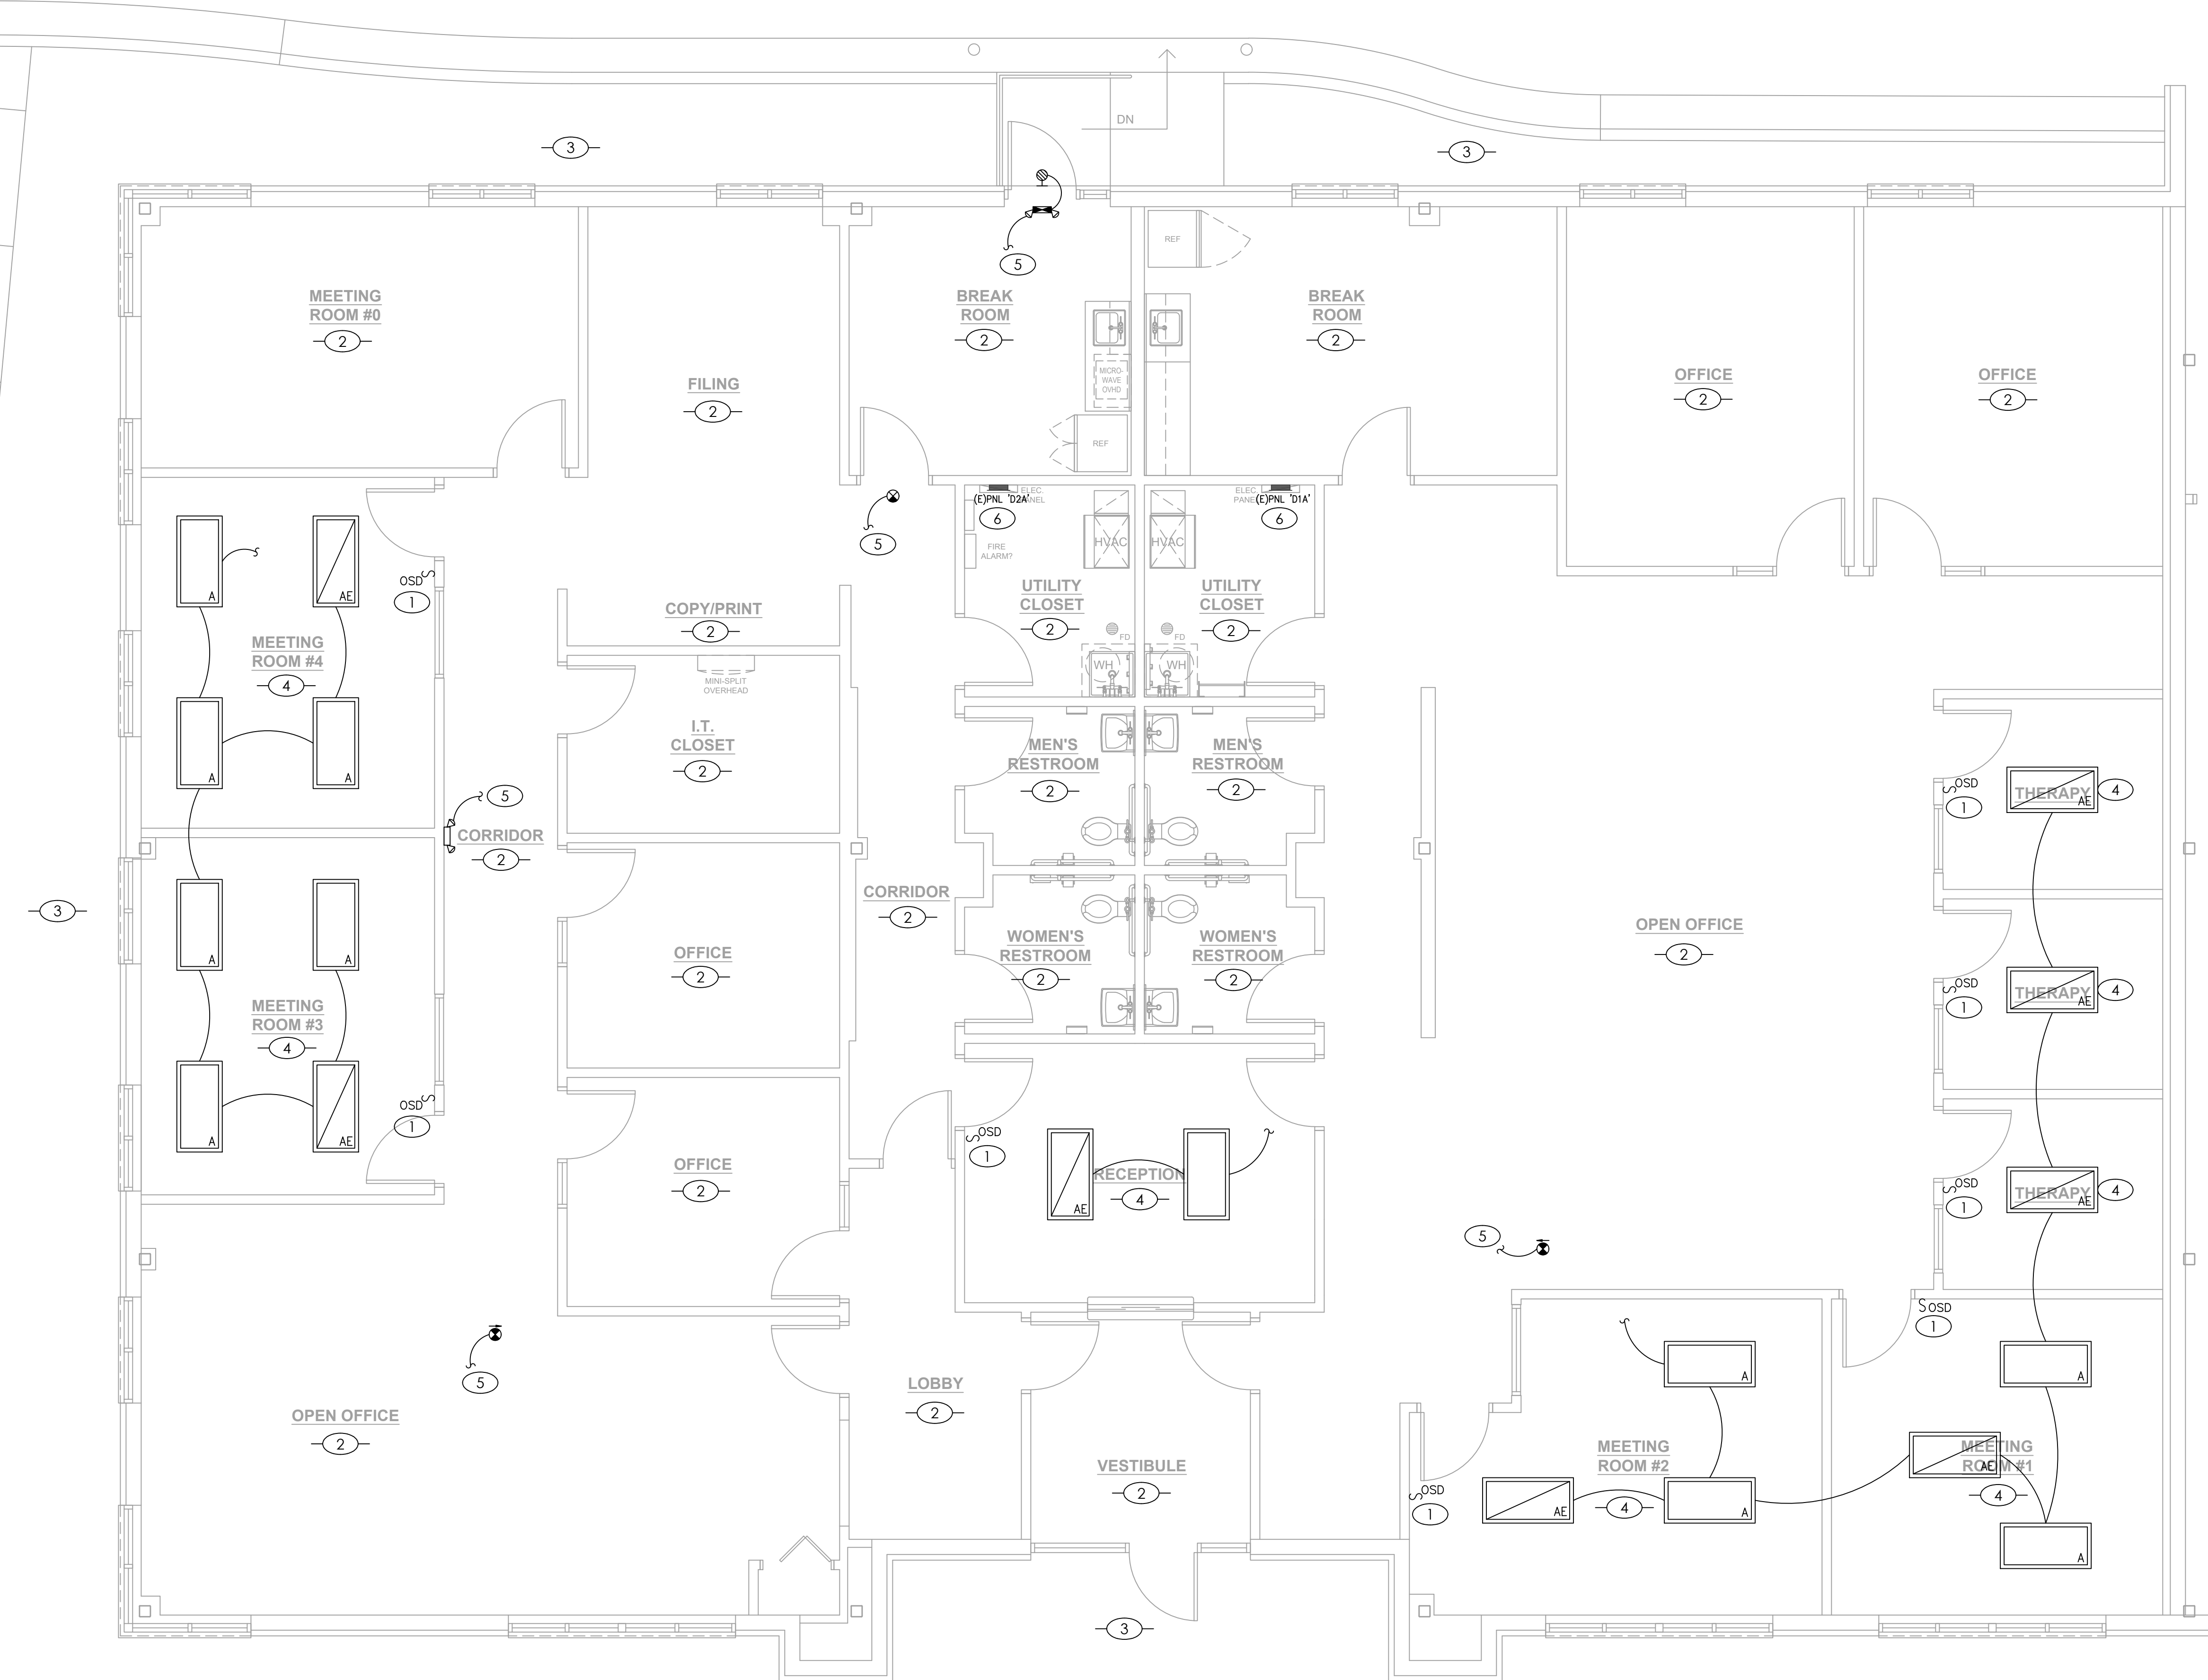 DN
3
3
5
REF
MEETING
ROOM #0
2
BREAK
ROOM
2
BREAK
ROOM
2
MICRO-
WAVE
OVHD
FILING
2
OFFICE
2
OFFICE
2
REF
ELEC.
PANEL
(E)PNL 'D2A'
6
ELEC.
PANEL
(E)PNL 'D1A'
6
5
FIRE
ALARM?
HVAC
HVAC
A
AE
OSD S
1
UTILITY
CLOSET
2
UTILITY
CLOSET
2
COPY/PRINT
2
FD
FD
MEETING
ROOM #4
4
WH
WH
MINI-SPLIT
OVERHEAD
I.T.
CLOSET
2
MEN'S
RESTROOM
2
MEN'S
RESTROOM
2
A
A
5
CORRIDOR
2
S OSD
1
THERAPY
AE
4
CORRIDOR
2
3
OFFICE
2
WOMEN'S
RESTROOM
2
WOMEN'S
RESTROOM
2
OPEN OFFICE
2
A
A
S OSD
1
THERAPY
AE
4
MEETING
ROOM #3
4
OSD S
1
A
AE
S OSD
1
RECEPTION
4
AE
OFFICE
2
S OSD
1
THERAPY
AE
4
5
S OSD
1
5
OPEN OFFICE
2
LOBBY
2
A
A
VESTIBULE
2
MEETING
ROOM #2
4
MEETING
ROOM #1
AE
4
S OSD
1
AE
A
A
3